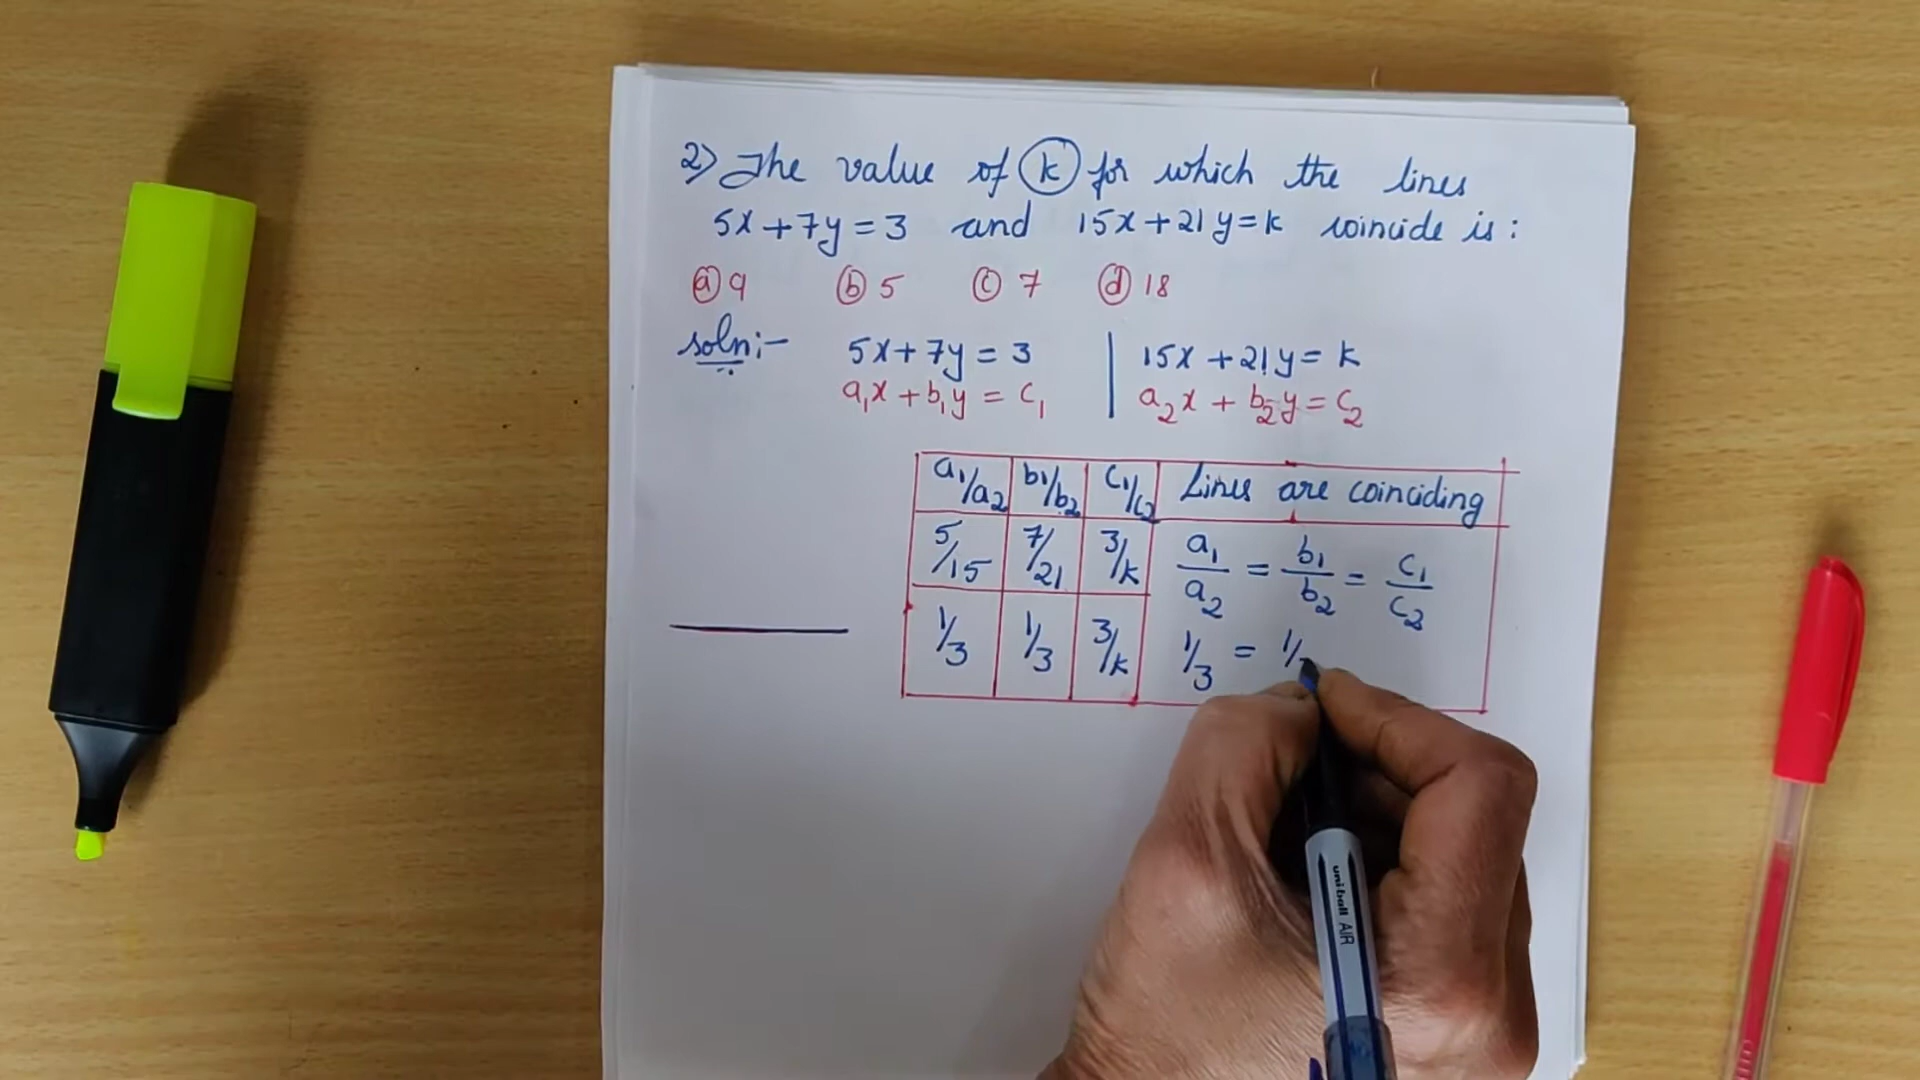 2) The value of k for which the lines
5x+7y=3 and 15x+21y=k coincide is:
a 9 b 5 c 7 d 18
soln:- 5x+7y=3 | 15x+21y=k
a₁x+b₁y=c₁ | a₂x+b₂y=c₂
a₁/a₂ b₁/b₂ c₁/c₂ Lines are coinciding
5/15 7/21 3/k a₁/a₂ = b₁/b₂ = c₁/c₂
1/3 1/3 3/k 1/3 = 1/
uni-ball AIR